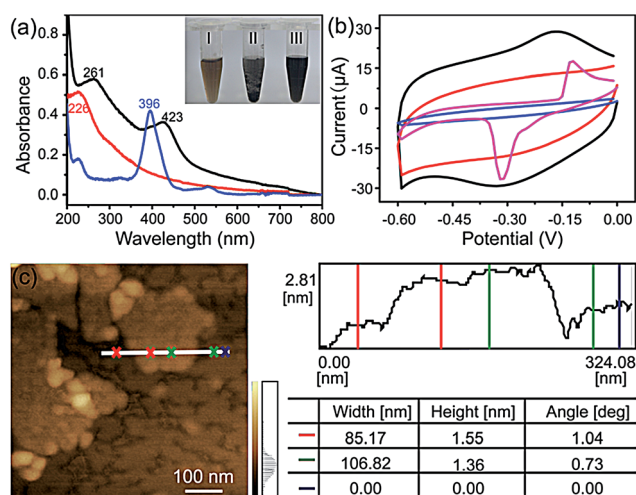 (a)
0.8
0.6
0.4
0.2
0.0
Absorbance
261
226
396
423
I II III
200 300 400 500 600 700 800
Wavelength (nm)
(b)
30
15
0
-15
-30
Current (μA)
-0.60 -0.45 -0.30 -0.15 0.00
Potential (V)
(c)
100 nm
2.81
[nm]
0.00 324.08
[nm] [nm]
Width [nm] Height [nm] Angle [deg]
85.17 1.55 1.04
106.82 1.36 0.73
0.00 0.00 0.00